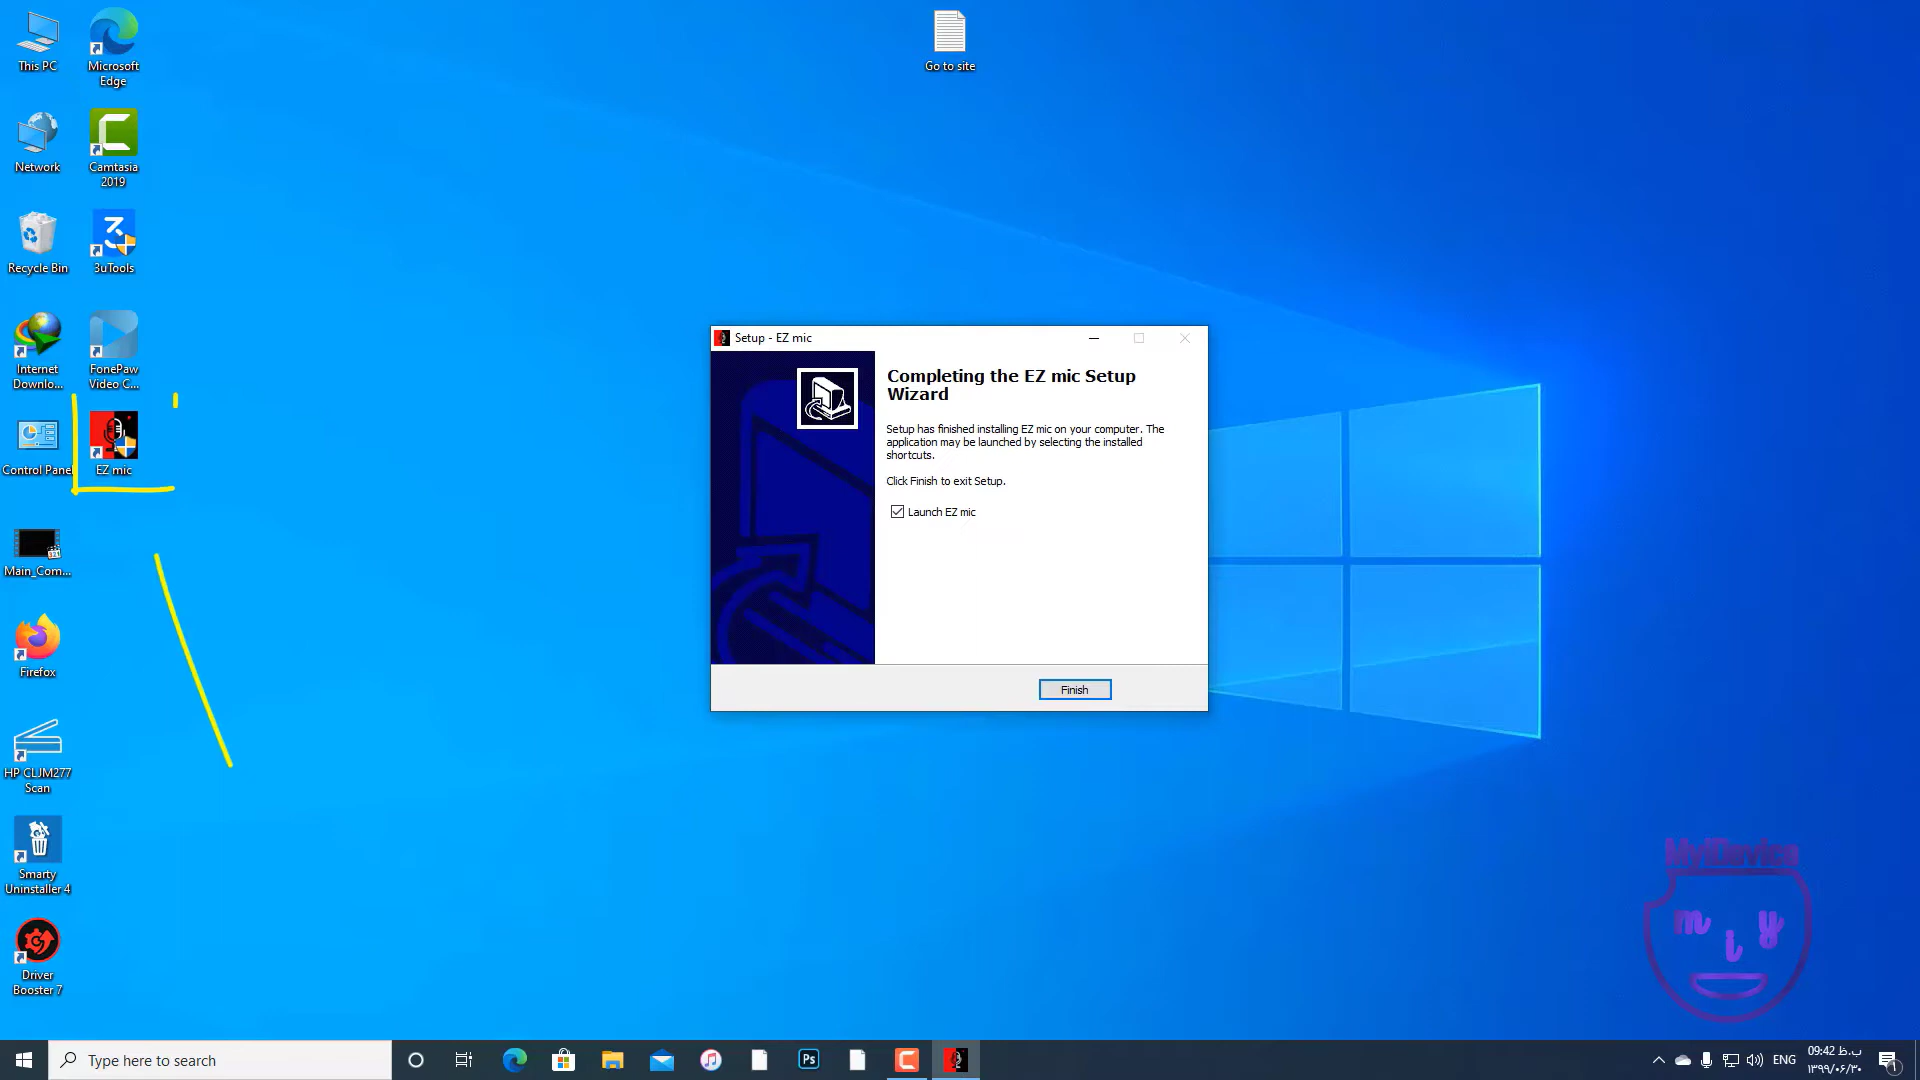 This PC
Microsoft
Edge
Go to site
Network
Camtasia
2019
Recycle Bin
3uTools
Internet
Downlo...
FonePaw
Video C...
Control Panel
EZ mic
Main_Com...
Firefox
HP CLJM277
Scan
Smarty
Uninstaller 4
Driver
Booster 7
Setup - EZ mic
Completing the EZ mic Setup
Wizard
Setup has finished installing EZ mic on your computer. The
application may be launched by selecting the installed
shortcuts.
Click Finish to exit Setup.
Launch EZ mic
Finish
MyiDevice
m i y
Type here to search
Ps
ENG
09:42 ب.ظ
۱۳۹۹/۰۶/۳۰
1